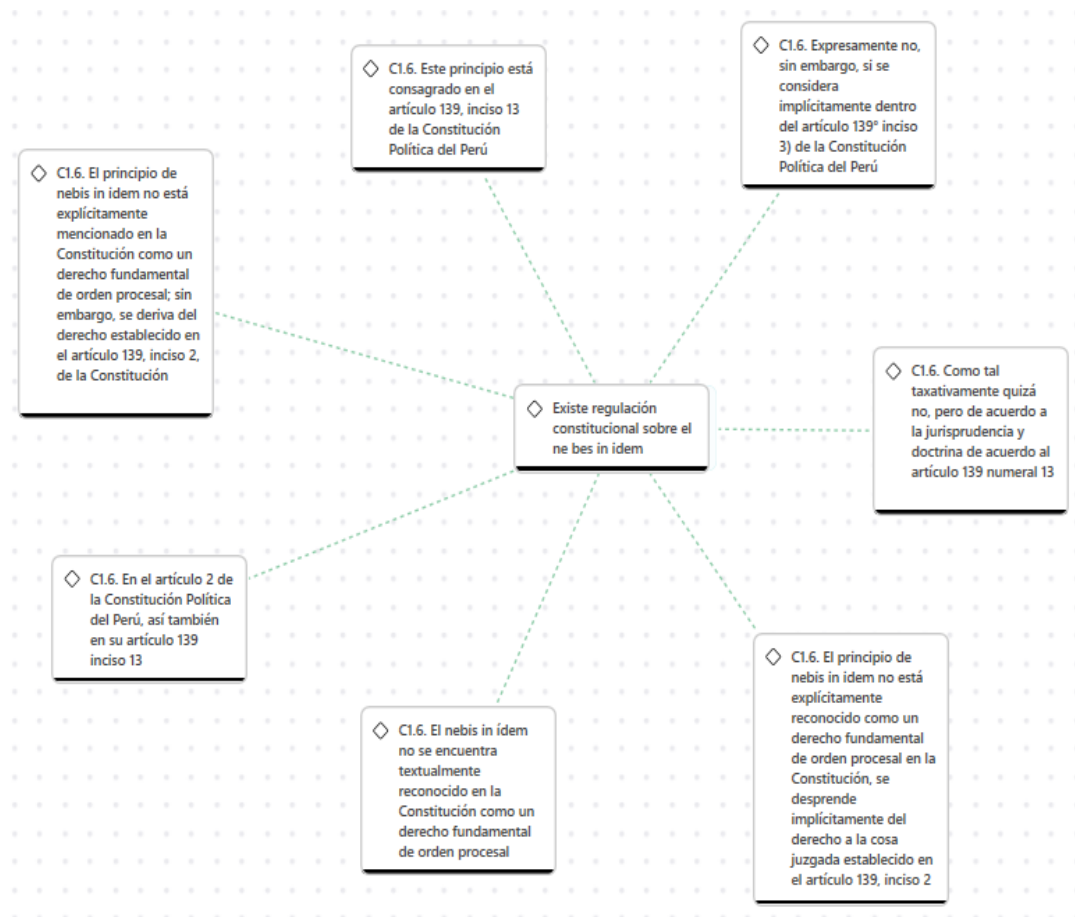 C1.6. Expresamente no,
sin embargo, si se
considera
implícitamente dentro
del artículo 139° inciso
3) de la Constitución
Política del Perú
C1.6. Este principio está
consagrado en el
artículo 139, inciso 13
de la Constitución
Política del Perú
C1.6. El principio de
nebis in idem no está
explícitamente
mencionado en la
Constitución como un
derecho fundamental
de orden procesal; sin
embargo, se deriva del
derecho establecido en
el artículo 139, inciso 2,
de la Constitución
C1.6. Como tal
taxativamente quizá
no, pero de acuerdo a
la jurisprudencia y
doctrina de acuerdo al
artículo 139 numeral 13
Existe regulación
constitucional sobre el
ne bes in idem
C1.6. En el artículo 2 de
la Constitución Política
del Perú, así también
en su artículo 139
inciso 13
C1.6. El principio de
nebis in idem no está
explícitamente
reconocido como un
derecho fundamental
de orden procesal en la
Constitución, se
desprende
implícitamente del
derecho a la cosa
juzgada establecido en
el artículo 139, inciso 2
C1.6. El nebis in ídem
no se encuentra
textualmente
reconocido en la
Constitución como un
derecho fundamental
de orden procesal